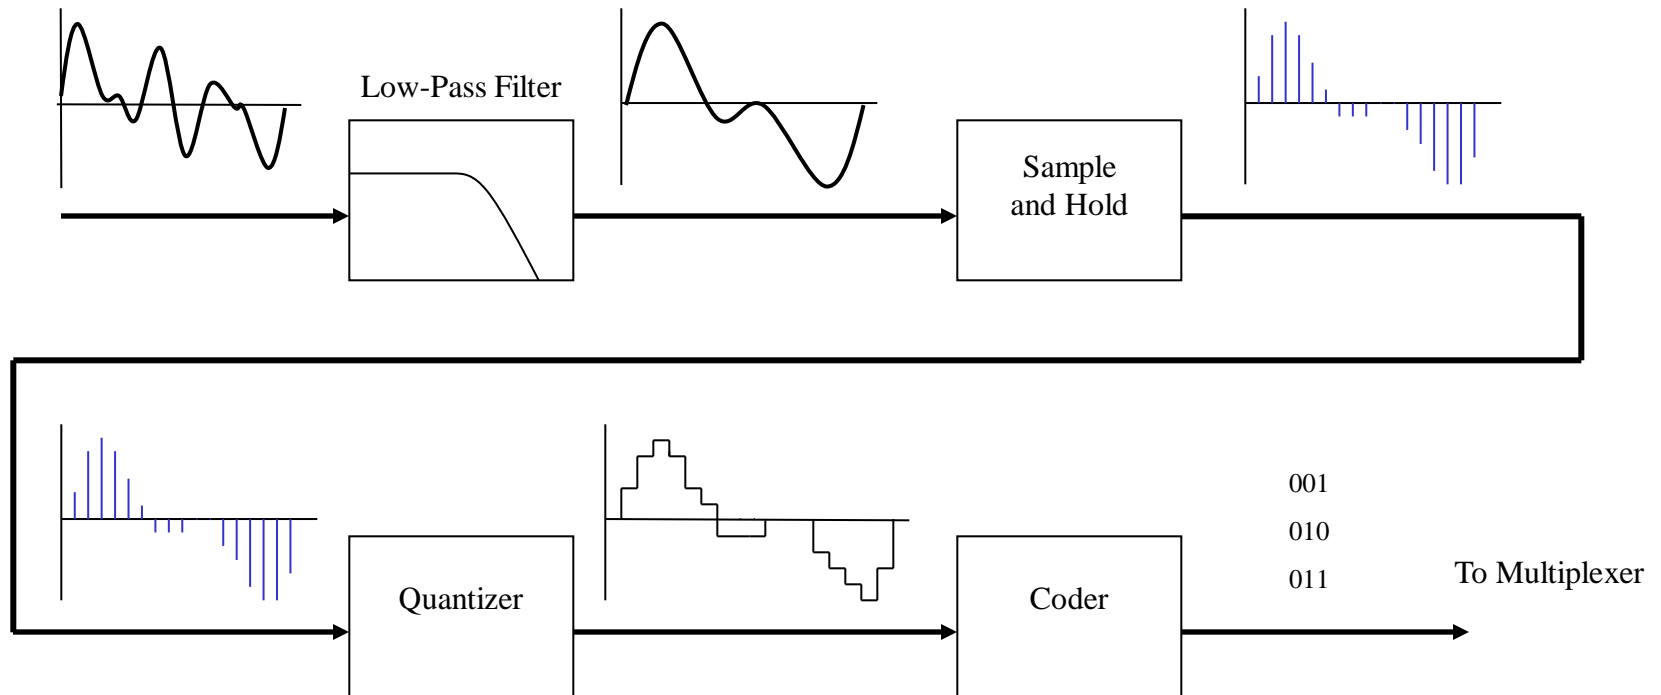 Low-Pass Filter
Sample
and Hold
Quantizer
Coder
001
010
011
To Multiplexer